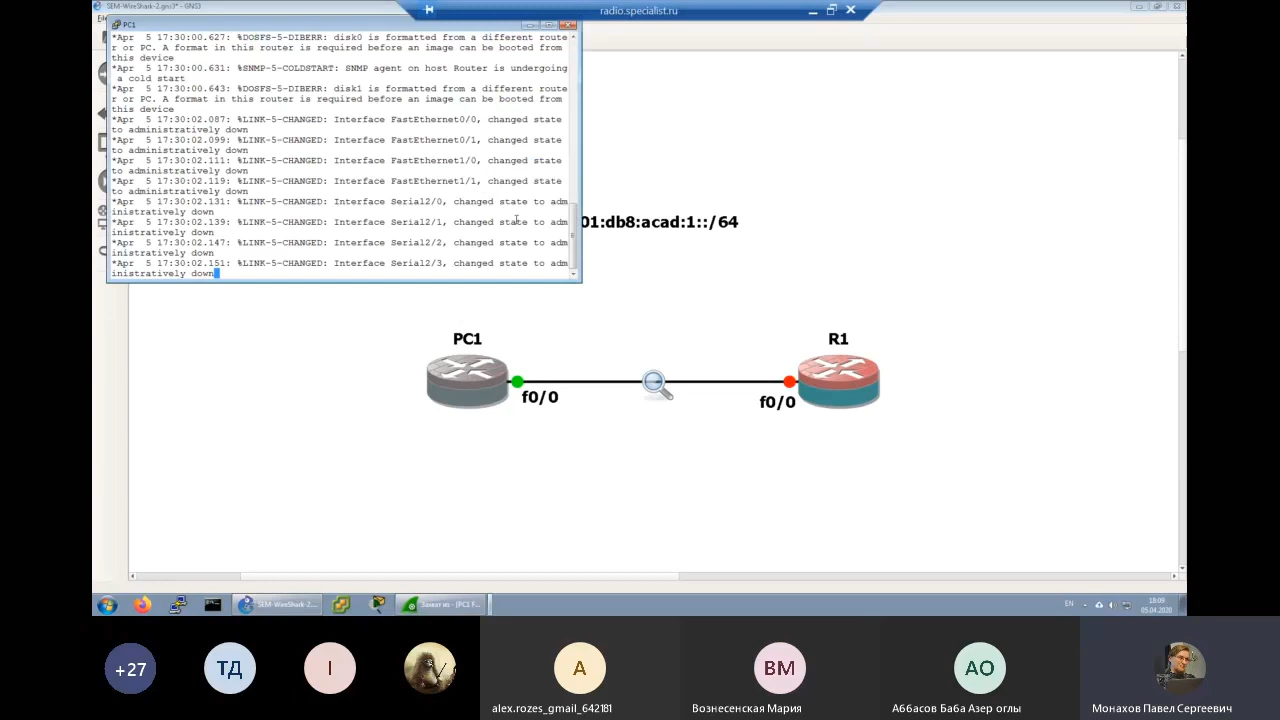 SEM-WireShark-2.gns3* - GNS3
radio.specialist.ru
PC1
*Apr  5 17:30:00.627: %DOSFS-5-DIBERR: disk0 is formatted from a different route
r or PC. A format in this router is required before an image can be booted from
this device
*Apr  5 17:30:00.631: %SNMP-5-COLDSTART: SNMP agent on host Router is undergoing
 a cold start
*Apr  5 17:30:00.643: %DOSFS-5-DIBERR: disk1 is formatted from a different route
r or PC. A format in this router is required before an image can be booted from
this device
*Apr  5 17:30:02.087: %LINK-5-CHANGED: Interface FastEthernet0/0, changed state
to administratively down
*Apr  5 17:30:02.099: %LINK-5-CHANGED: Interface FastEthernet0/1, changed state
to administratively down
*Apr  5 17:30:02.111: %LINK-5-CHANGED: Interface FastEthernet1/0, changed state
to administratively down
*Apr  5 17:30:02.119: %LINK-5-CHANGED: Interface FastEthernet1/1, changed state
to administratively down
*Apr  5 17:30:02.131: %LINK-5-CHANGED: Interface Serial2/0, changed state to adm
inistratively down
*Apr  5 17:30:02.139: %LINK-5-CHANGED: Interface Serial2/1, changed state to adm
inistratively down
*Apr  5 17:30:02.147: %LINK-5-CHANGED: Interface Serial2/2, changed state to adm
inistratively down
*Apr  5 17:30:02.151: %LINK-5-CHANGED: Interface Serial2/3, changed state to adm
inistratively down
01:db8:acad:1::/64
PC1
R1
f0/0
f0/0
SEM-WireShark-2....
Захват из - [PC1 F...
EN
18:09
05.04.2020
+27
ТД
I
A
ВМ
АО
alex.rozes_gmail_642181
Вознесенская Мария
Аббасов Баба Азер оглы
Монахов Павел Сергеевич